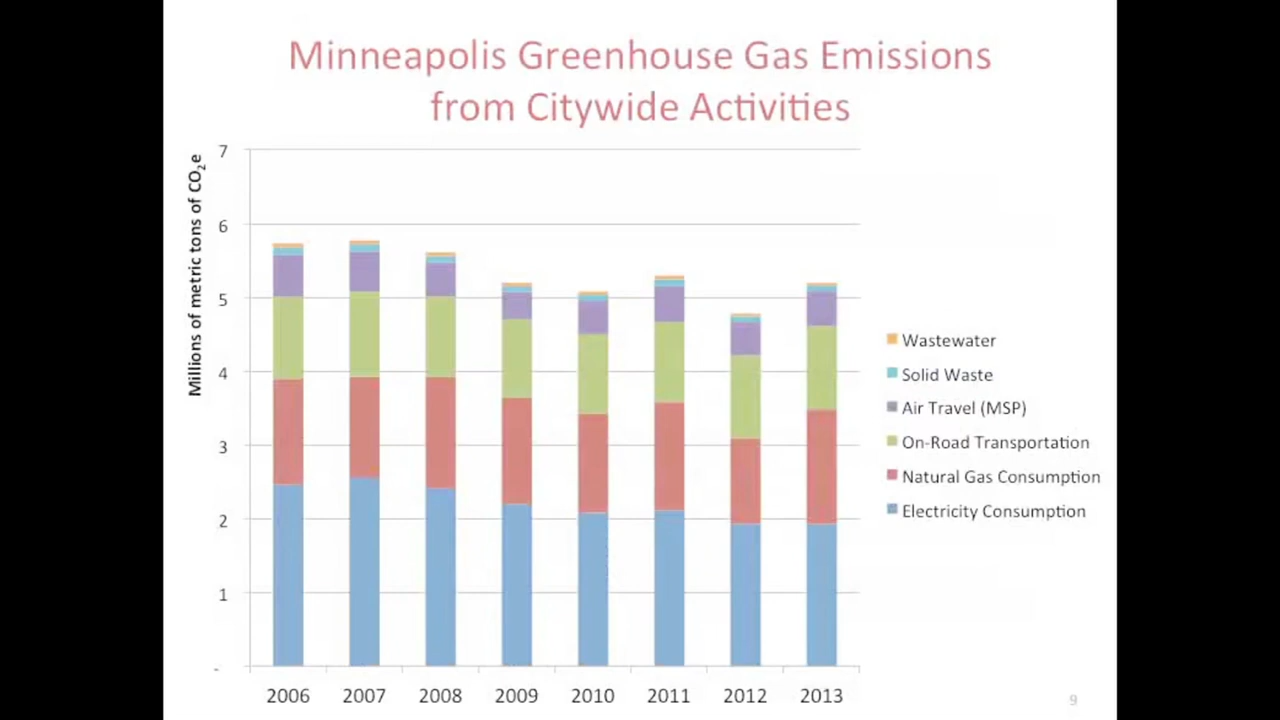 Minneapolis Greenhouse Gas Emissions
from Citywide Activities
Millions of metric tons of CO₂e
7
6
5
4
3
2
1
-
2006 2007 2008 2009 2010 2011 2012 2013
Wastewater
Solid Waste
Air Travel (MSP)
On-Road Transportation
Natural Gas Consumption
Electricity Consumption
9